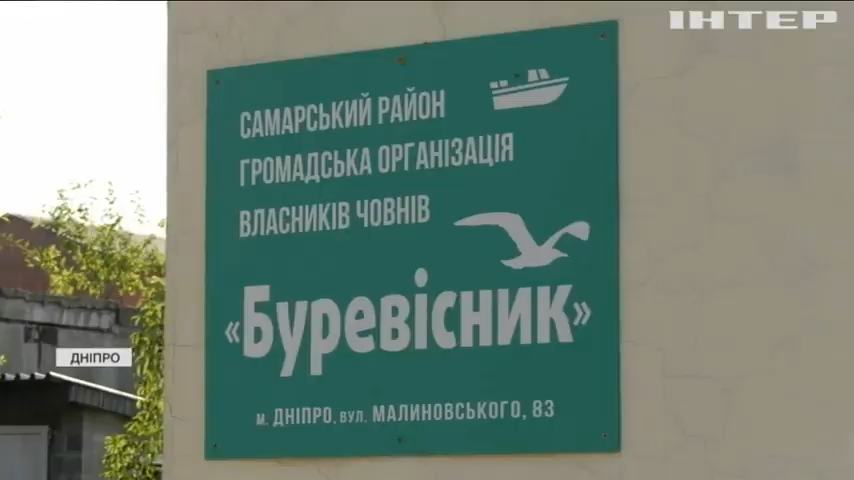 ІНТЕР
САМАРСЬКИЙ РАЙОН
ГРОМАДСЬКА ОРГАНІЗАЦІЯ
ВЛАСНИКІВ ЧОВНІВ
«Буревісник»
ДНІПРО
м. ДНІПРО, вул. МАЛИНОВСЬКОГО, 83